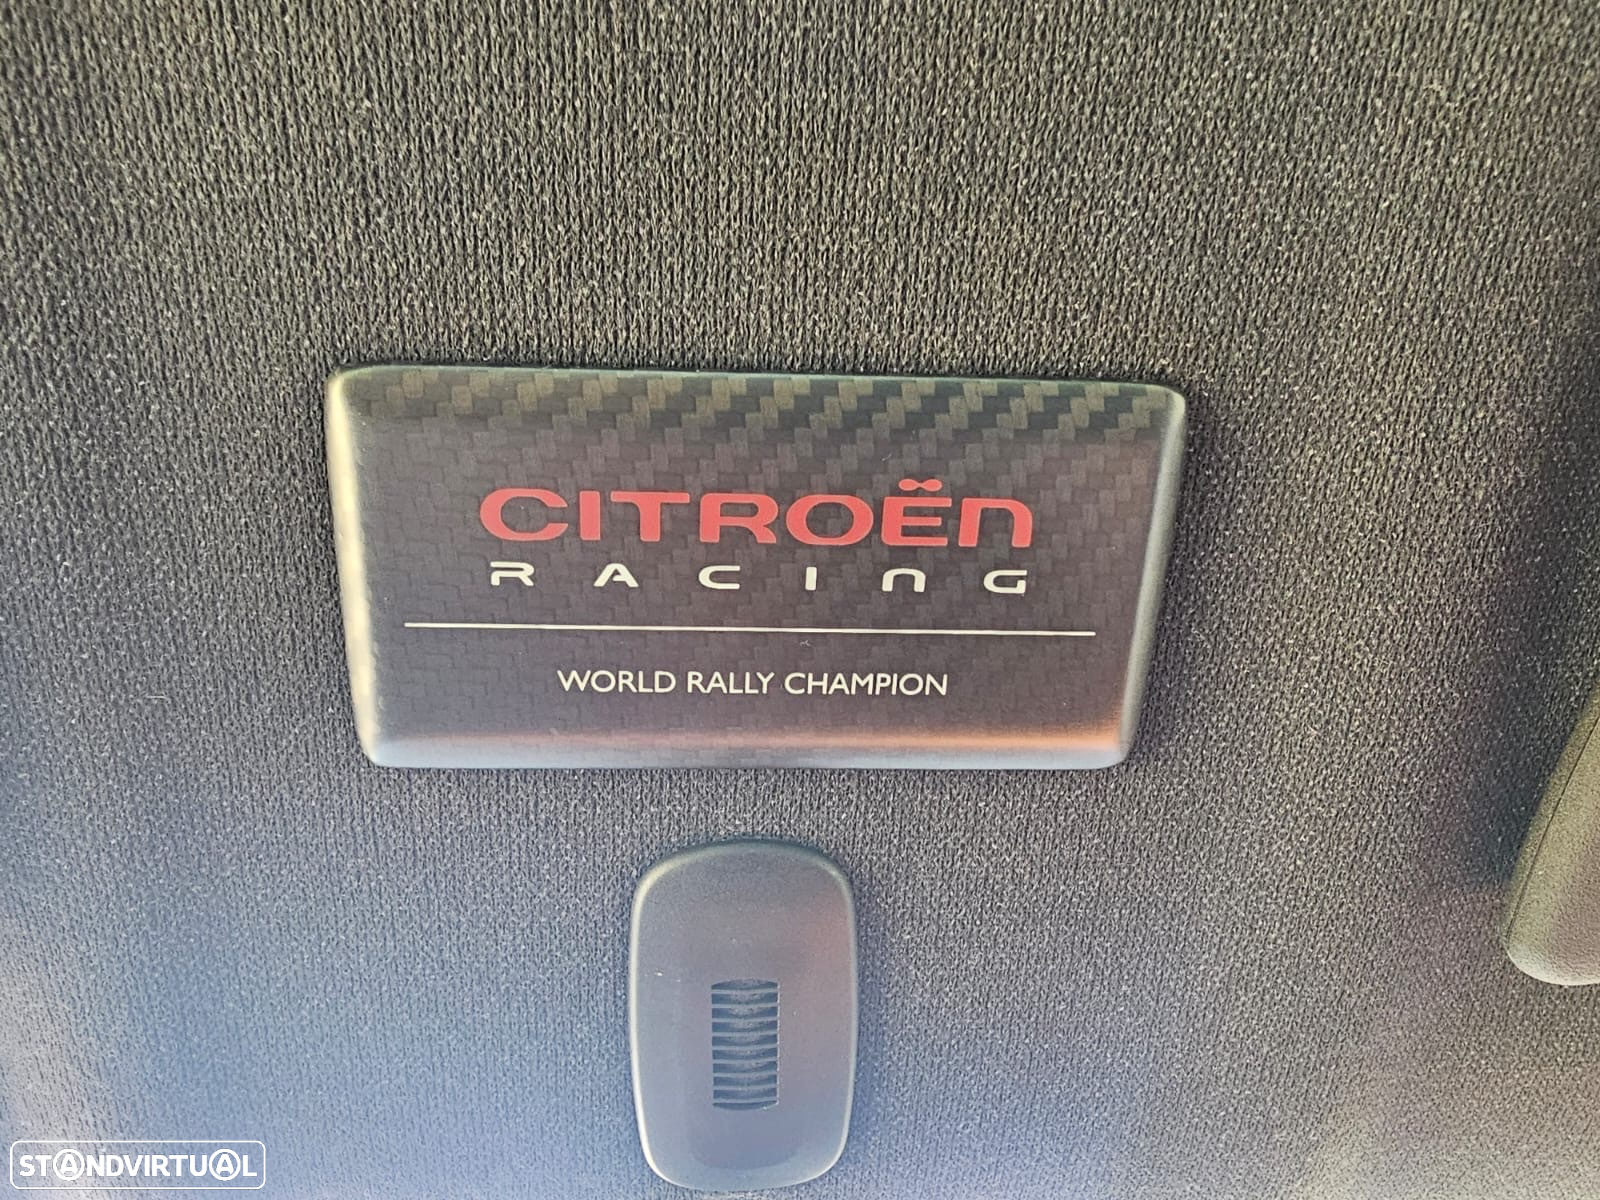 CITROËN
RACING
WORLD RALLY CHAMPION
STANDVIRTUAL